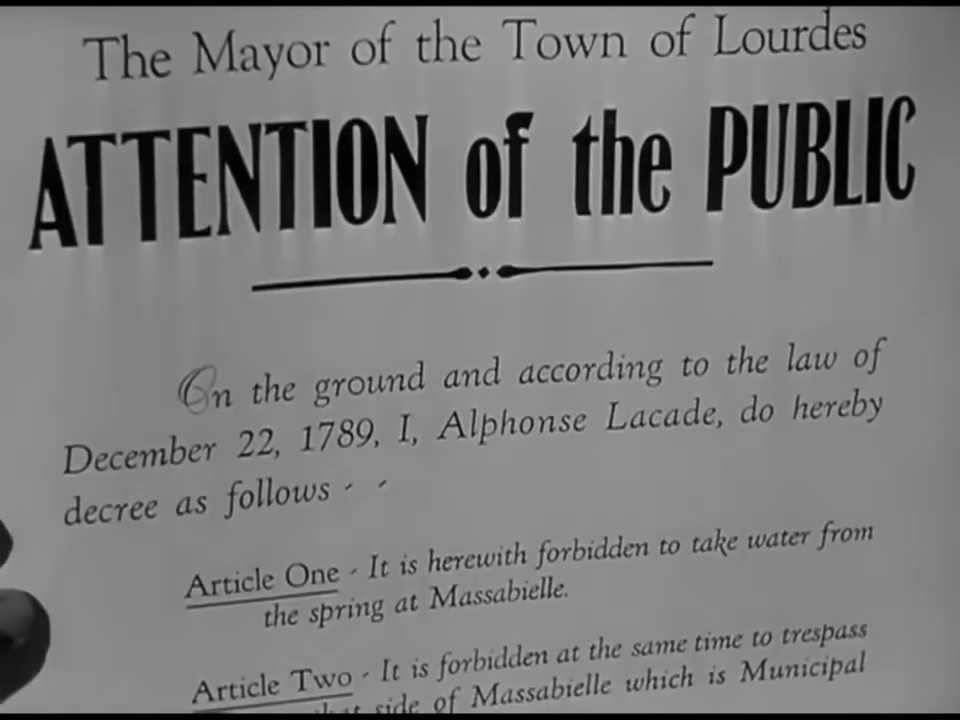 The Mayor of the Town of Lourdes
ATTENTION of the PUBLIC
On the ground and according to the law of
December 22, 1789, I, Alphonse Lacade, do hereby
decree as follows - -
Article One - It is herewith forbidden to take water from
the spring at Massabielle.
Article Two - It is forbidden at the same time to trespass
that side of Massabielle which is Municipal